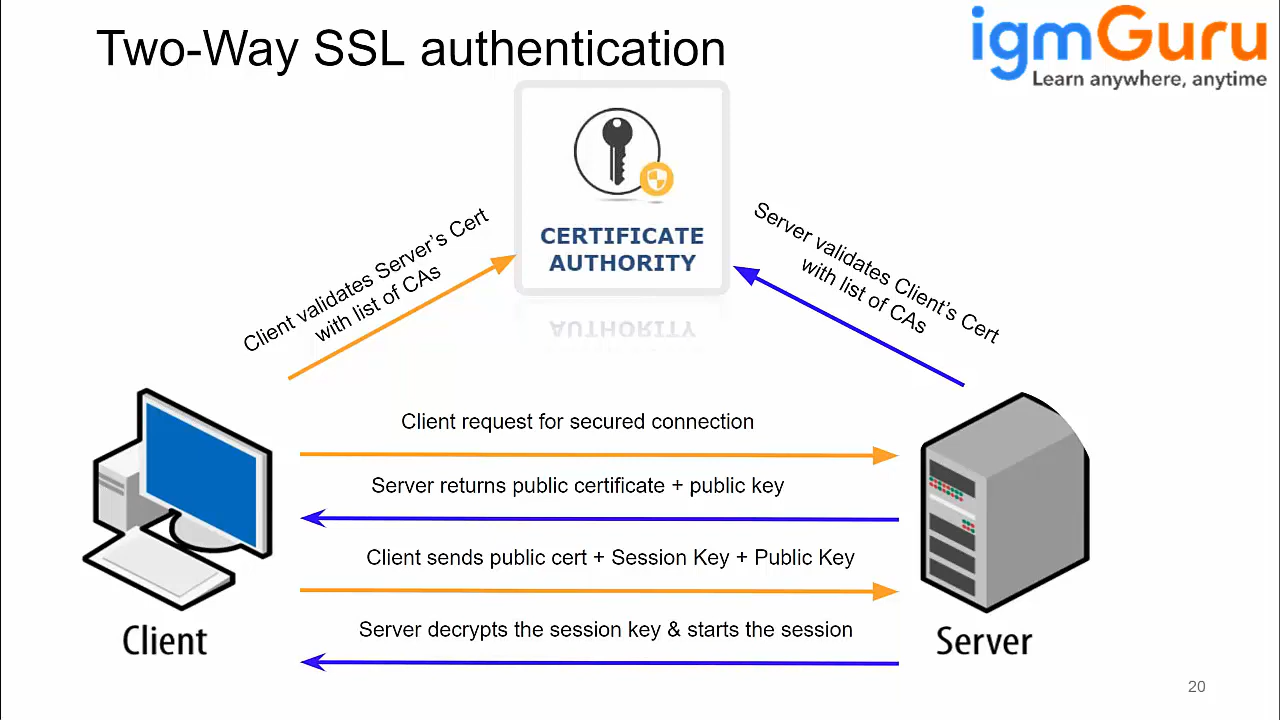 Two-Way SSL authentication
igmGuru
Learn anywhere, anytime
CERTIFICATE
AUTHORITY
AUTHORITY
Client validates Server’s Cert
with list of CAs
Server validates Client’s Cert
with list of CAs
Client request for secured connection
Server returns public certificate + public key
Client sends public cert + Session Key + Public Key
Server decrypts the session key & starts the session
Client
Server
20